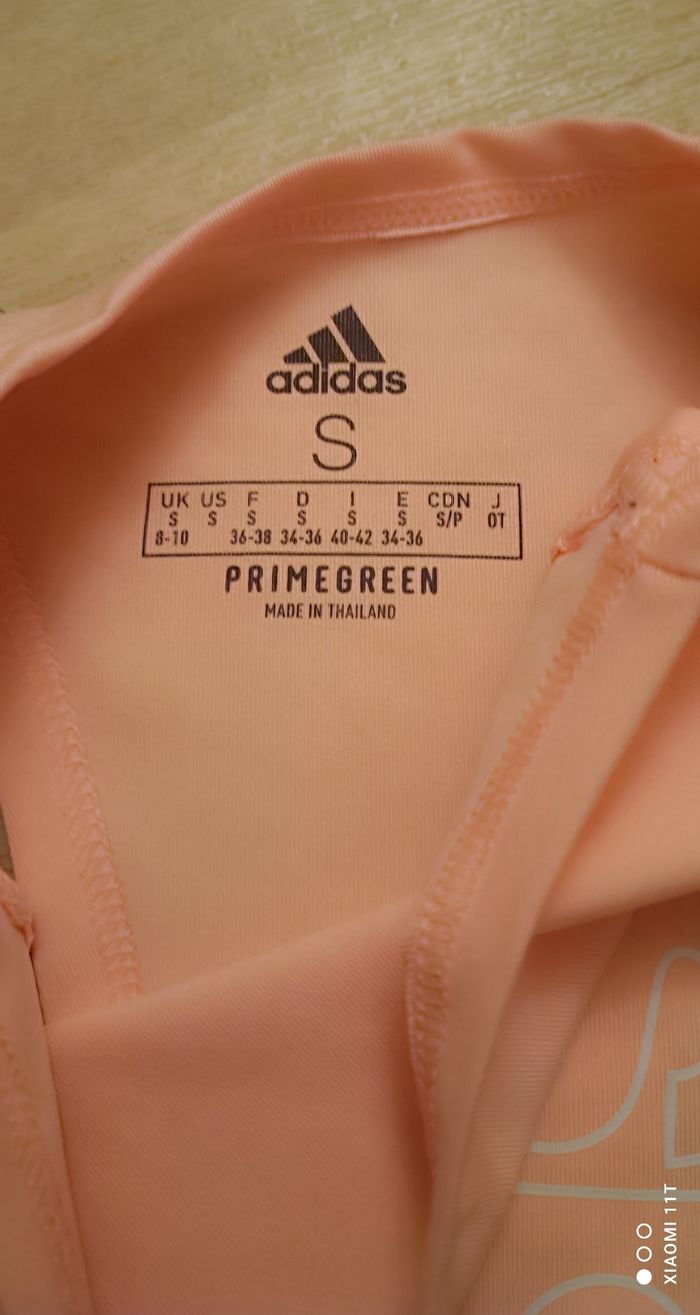 adidas
S
UK US F D I E CDN J
S S S S S S S/P OT
8-10 36-38 34-36 40-42 34-36
PRIMEGREEN
MADE IN THAILAND
XIAOMI 11T